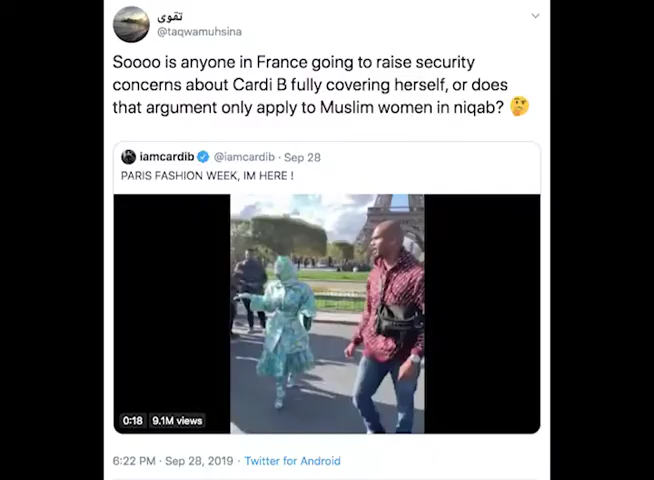 تقوى
@taqwamuhsina
Soooo is anyone in France going to raise security
concerns about Cardi B fully covering herself, or does
that argument only apply to Muslim women in niqab? 🤔
iamcardib @iamcardib · Sep 28
PARIS FASHION WEEK, IM HERE !
0:18 9.1M views
6:22 PM · Sep 28, 2019 · Twitter for Android